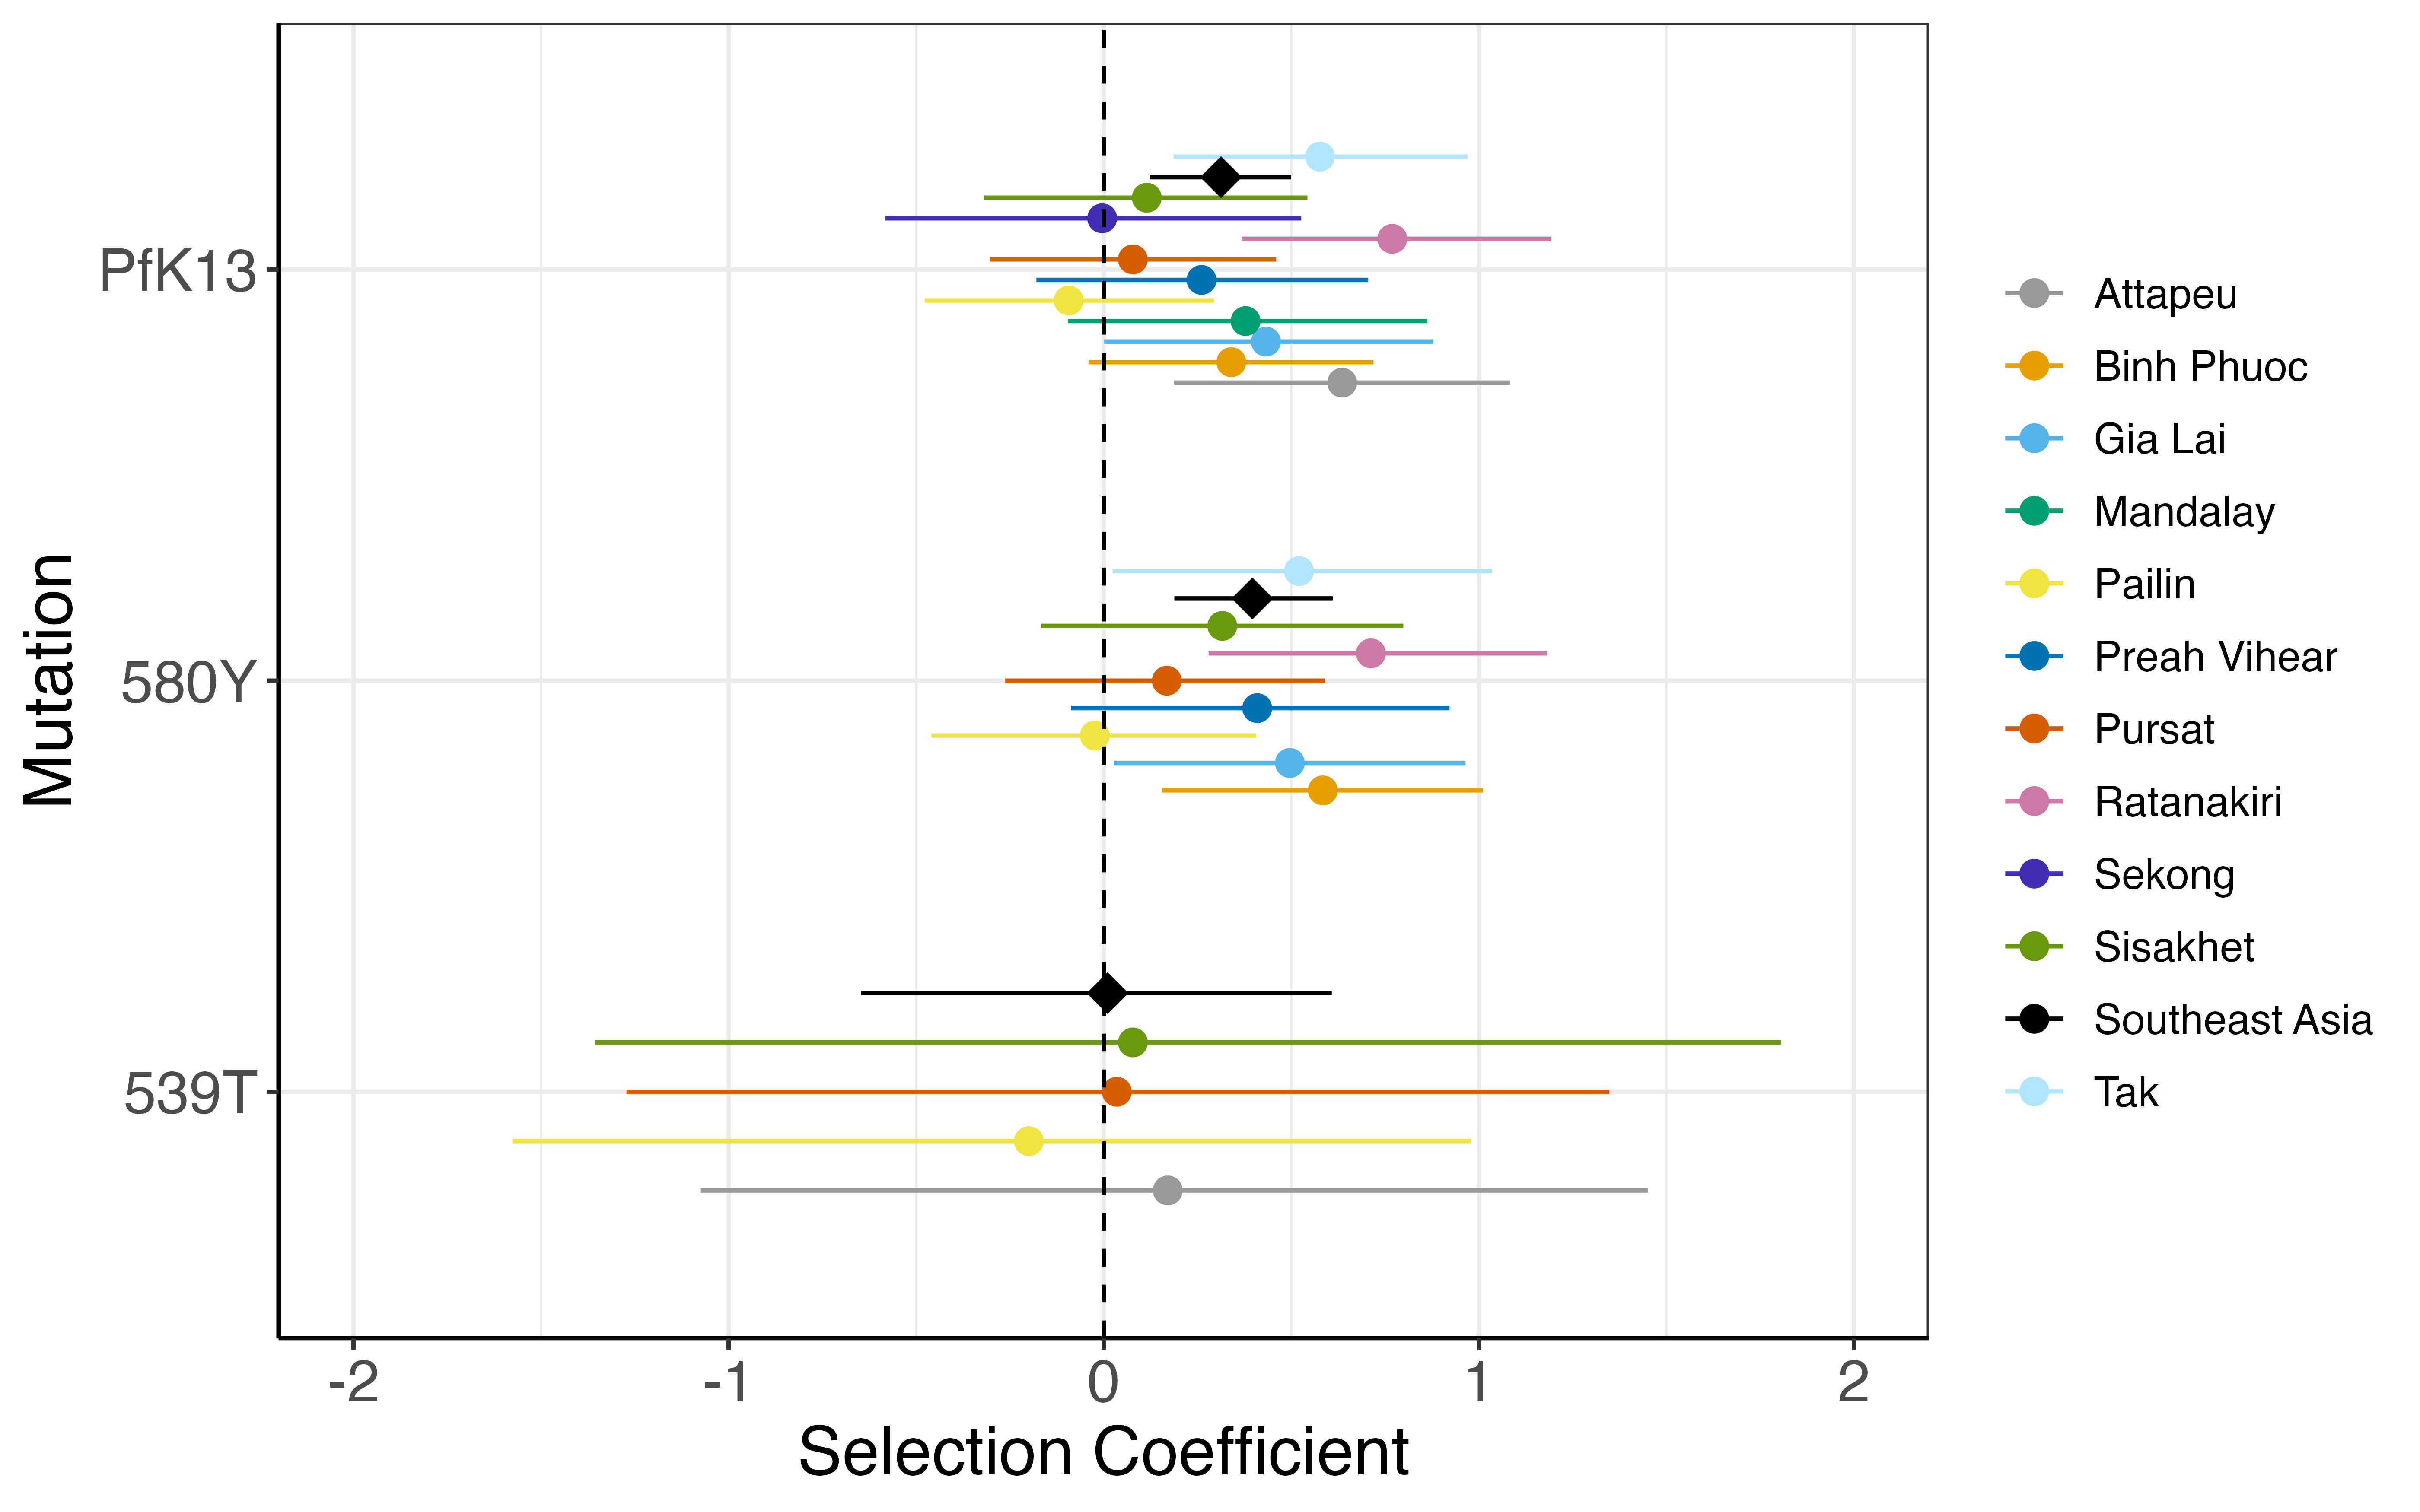 Mutation
PfK13
580Y
539T
-2
-1
0
1
2
Selection Coefficient
Attapeu
Binh Phuoc
Gia Lai
Mandalay
Pailin
Preah Vihear
Pursat
Ratanakiri
Sekong
Sisakhet
Southeast Asia
Tak